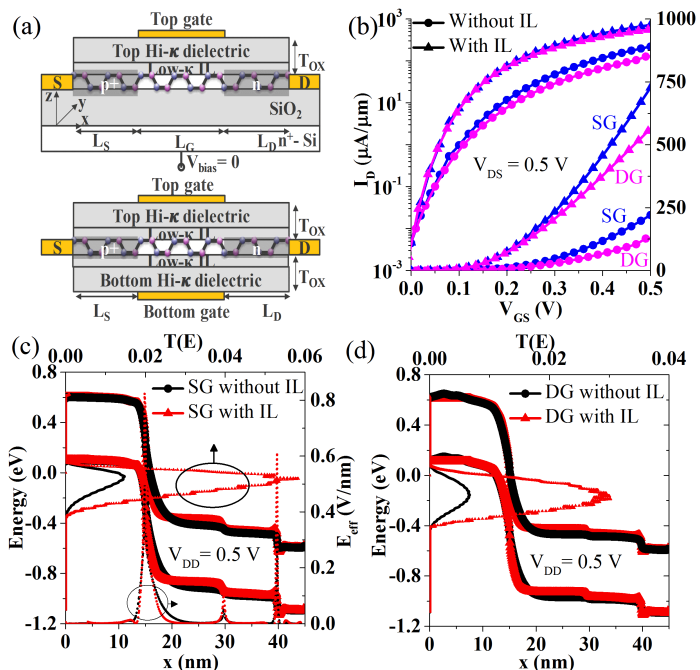 (a)
Top gate
Top Hi-κ dielectric
T_OX
S
p+
n
D
z
y
x
SiO₂
L_S
L_G
L_D
n⁺- Si
V_bias = 0
Top gate
Top Hi-κ dielectric
T_OX
low-κ IL
S
p+
n
D
low-κ IL
Bottom Hi-κ dielectric
T_OX
L_S
L_D
Bottom gate
(b)
Without IL
With IL
SG
DG
SG
DG
V_DS = 0.5 V
I_D (μA/μm)
10³
10²
10¹
10⁻¹
10⁻³
1000
750
500
250
0
0.0 0.1 0.2 0.3 0.4 0.5
V_GS (V)
(c)
T(E)
0.00 0.02 0.04 0.06
SG without IL
SG with IL
V_DD = 0.5 V
Energy (eV)
0.6
0.4
0.0
-0.4
-0.8
-1.2
E_eff (V/nm)
0.8
0.6
0.4
0.2
0.0
0 10 20 30 40
x (nm)
(d)
T(E)
0.00 0.02 0.04
DG without IL
DG with IL
V_DD = 0.5 V
Energy (eV)
0.8
0.4
0.0
-0.4
-0.8
-1.2
0 10 20 30 40 45
x (nm)